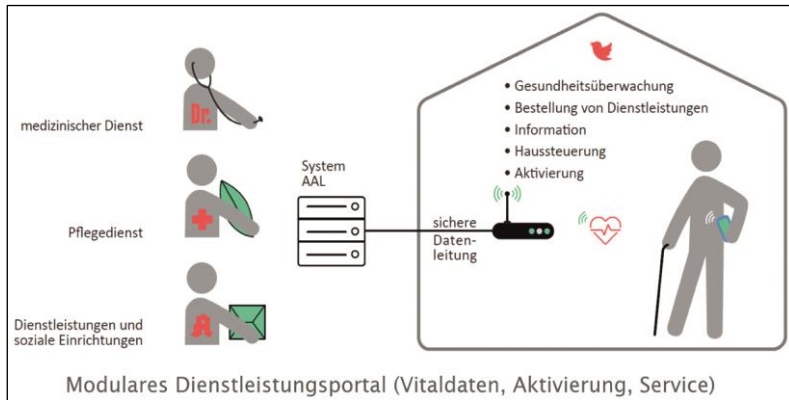 Dr.
medizinischer Dienst
Pflegedienst
A
Dienstleistungen und
soziale Einrichtungen
System
AAL
sichere
Daten-
leitung
• Gesundheitsüberwachung
• Bestellung von Dienstleistungen
• Information
• Haussteuerung
• Aktivierung
Modulares Dienstleistungsportal (Vitaldaten, Aktivierung, Service)